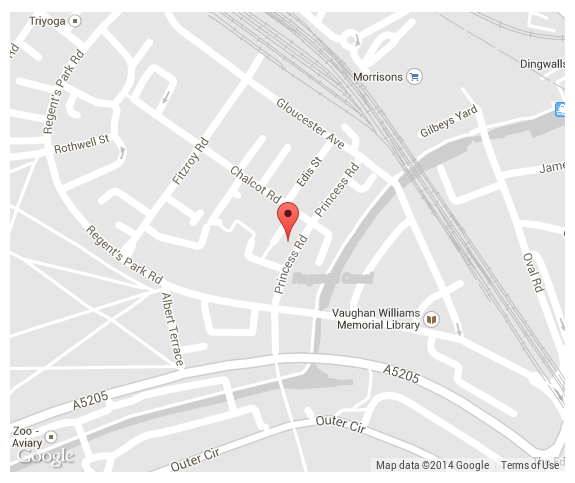 Triyoga
Regent's Park Rd
Morrisons
Dingwalls
Gloucester Ave
Gilbeys Yard
Rothwell St
Fitzroy Rd
Chalcot Rd
Edis St
Princess Rd
Jame
Regent's Park Rd
Princess Rd
Regent's Canal
Oval Rd
Albert Terrace
Vaughan Williams
Memorial Library
A5205
A5205
Outer Cir
Zoo -
Aviary
Outer Cir
Google
Map data ©2014 Google
Terms of Use